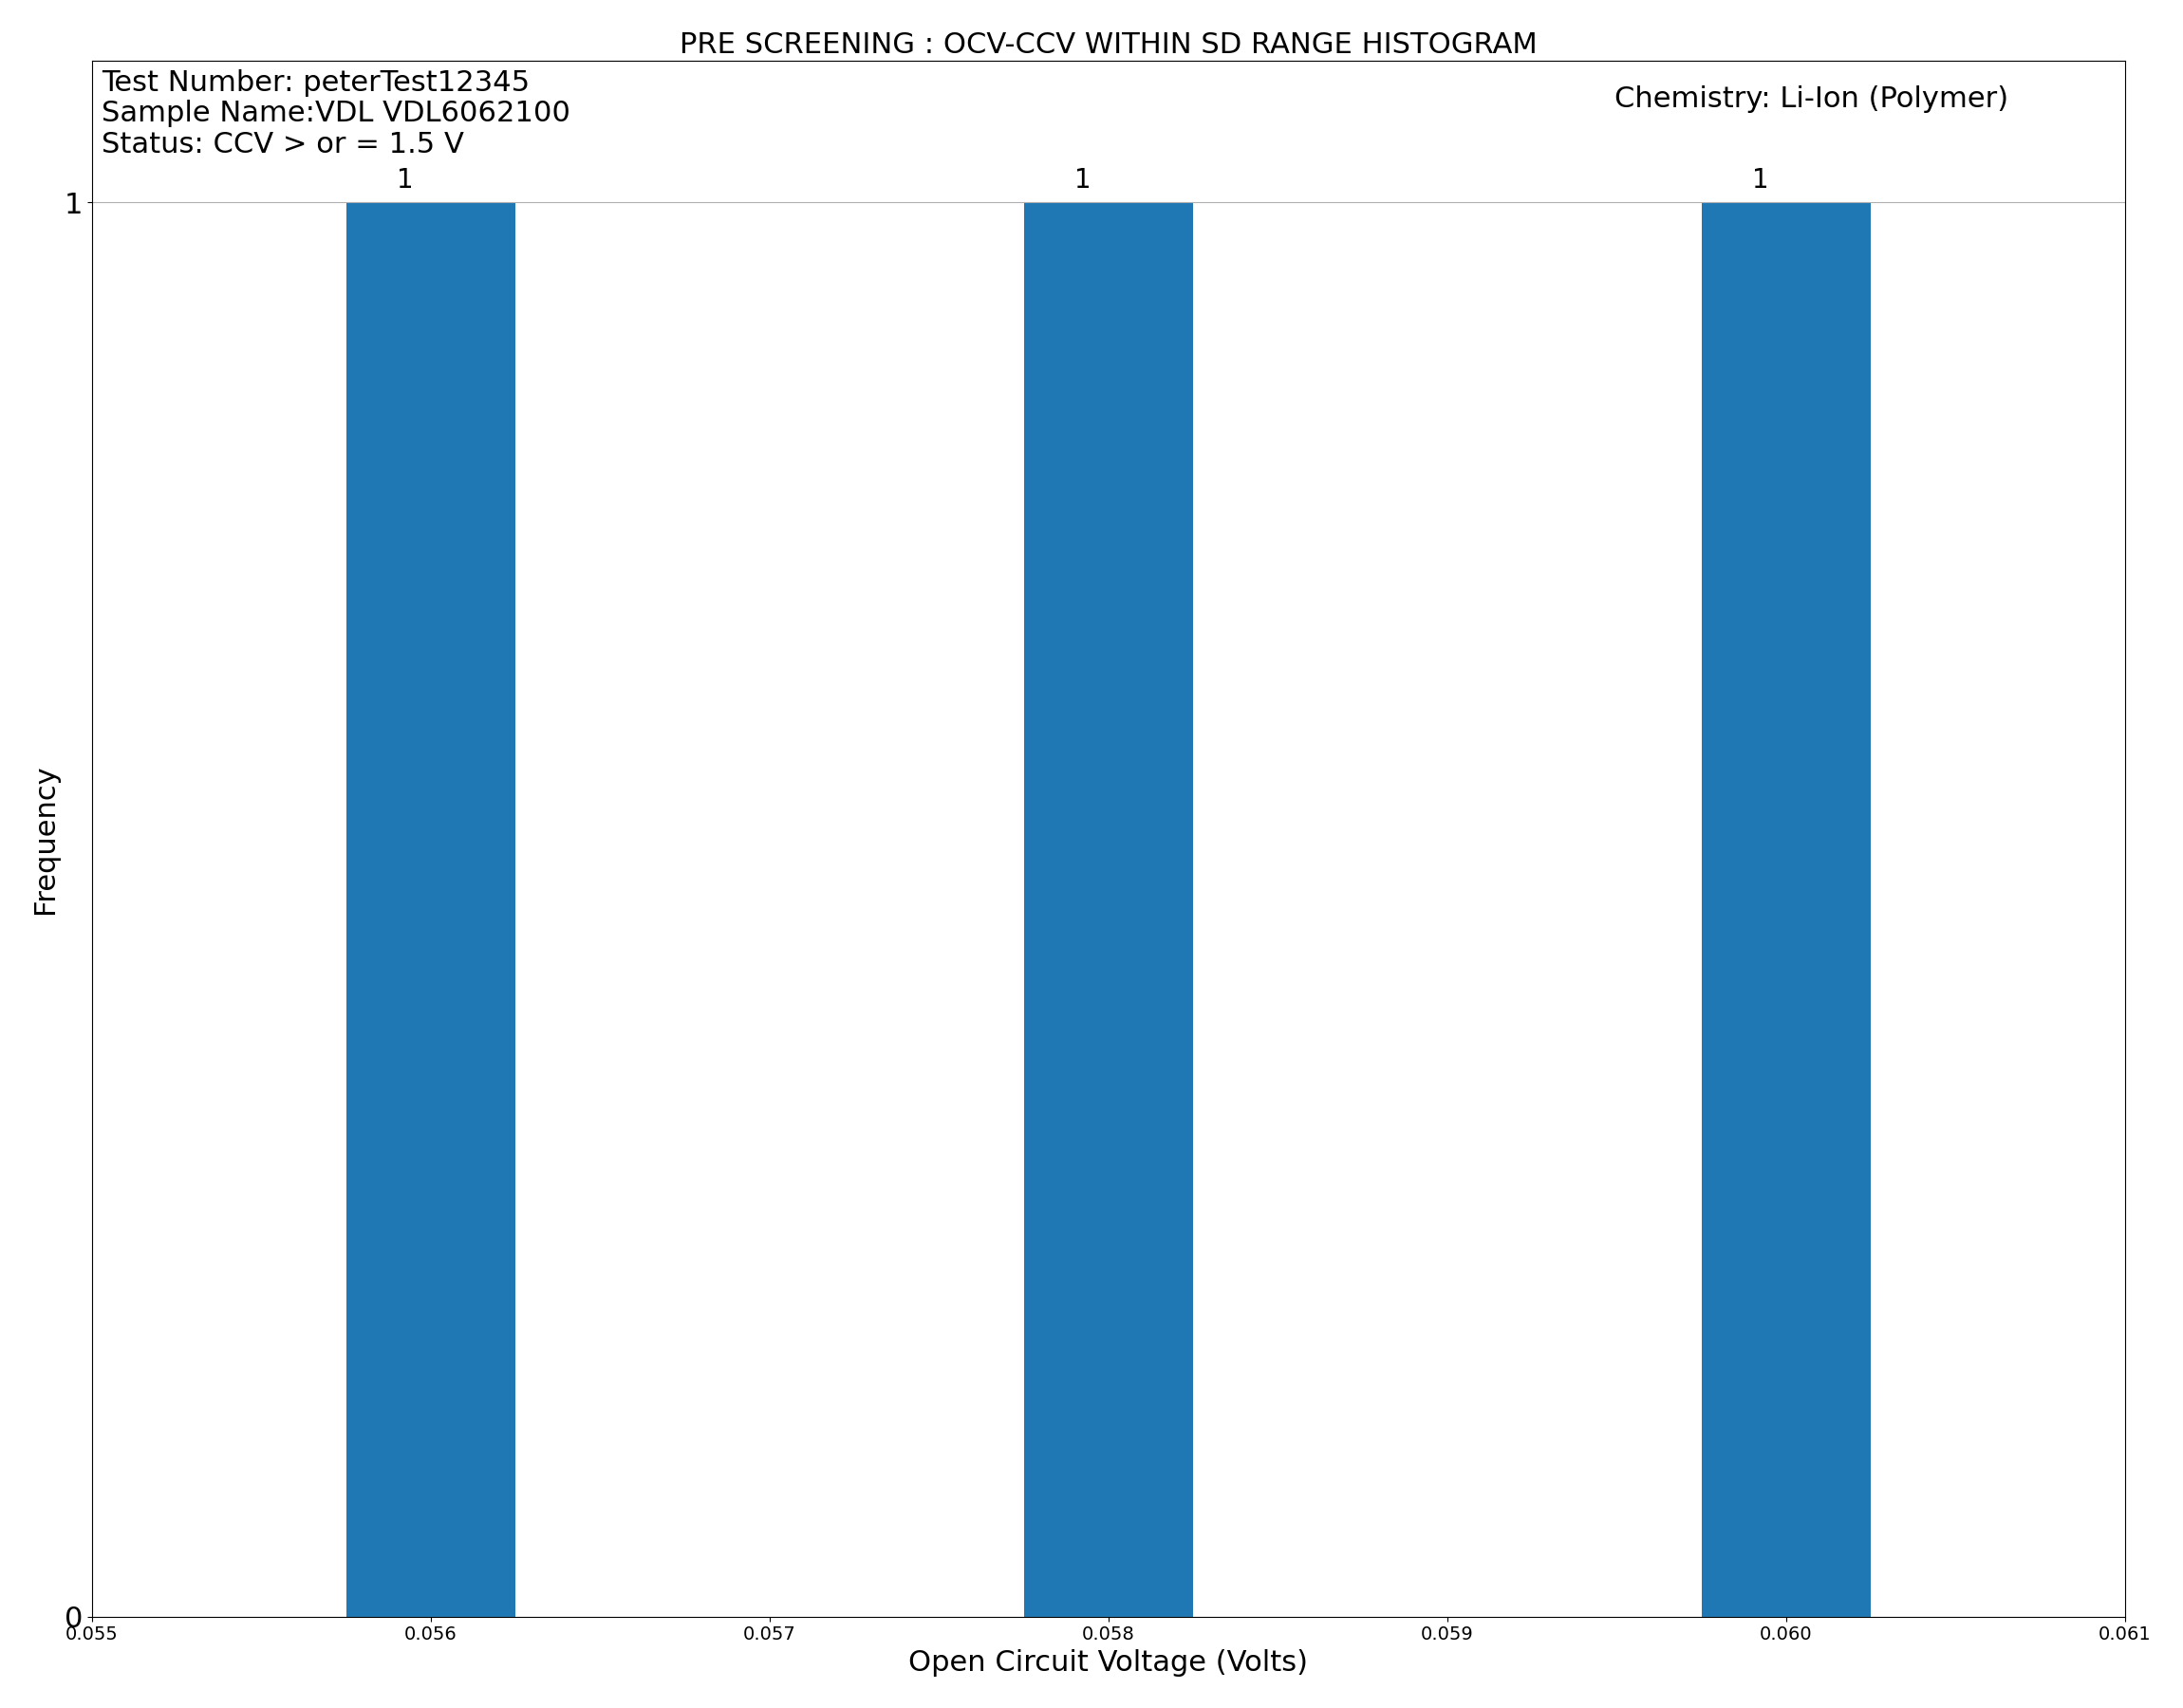 PRE SCREENING : OCV-CCV WITHIN SD RANGE HISTOGRAM
Test Number: peterTest12345
Sample Name:VDL VDL6062100
Status: CCV > or = 1.5 V
Chemistry: Li-Ion (Polymer)
1 1 1
1
Frequency
0
0.055 0.056 0.057 0.058 0.059 0.060 0.061
Open Circuit Voltage (Volts)